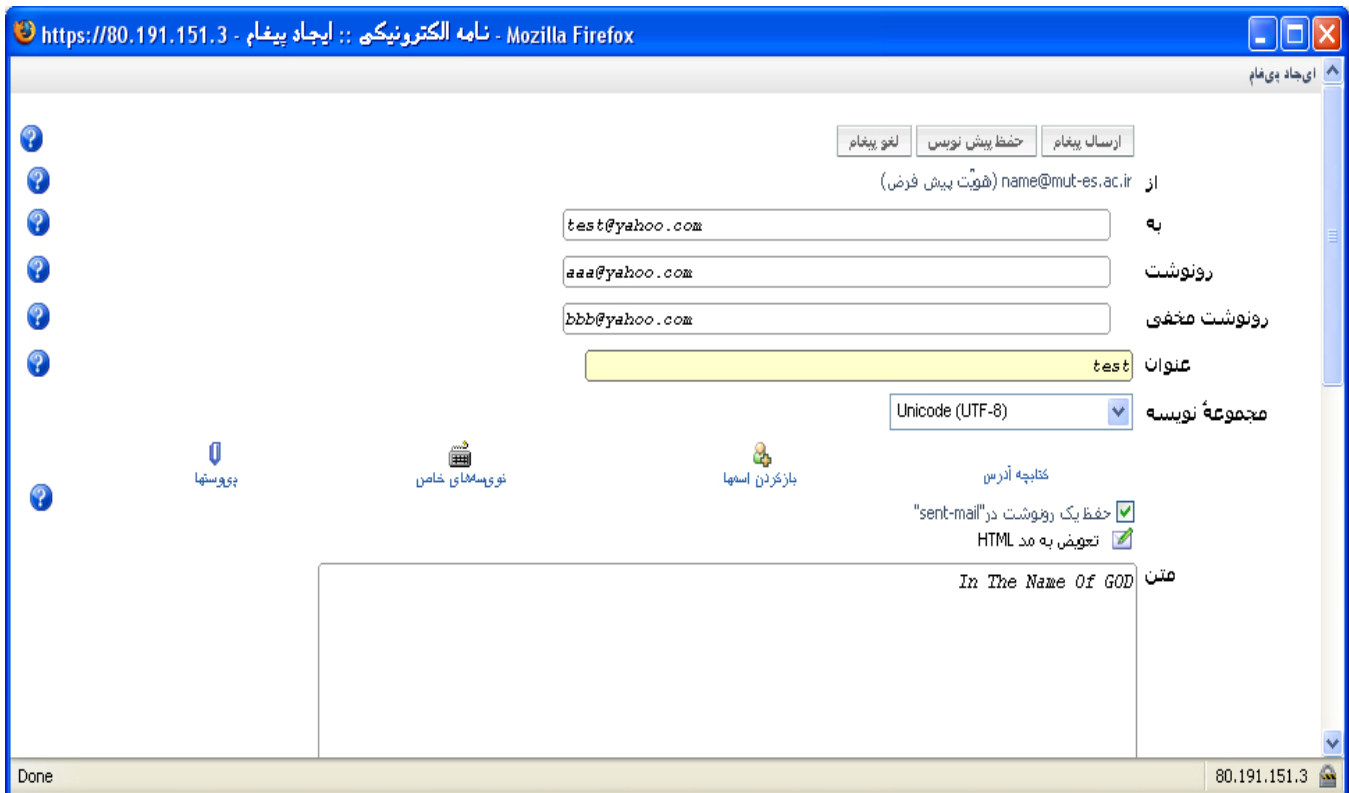 https://80.191.151.3 - نامه الکترونیکی :: ایجاد پیغام - Mozilla Firefox
ایجاد پیغام
ارسال پیغام حفظ پیش نویس لغو پیغام
از name@mut-es.ac.ir (هویّت پیش فرض)
به test@yahoo.com
رونوشت aaa@yahoo.com
رونوشت مخفی bbb@yahoo.com
عنوان test
مجموعهٔ نویسه Unicode (UTF-8)
کتابچه آدرس بازکردن اسمها نویسه‌های خاص پیوستها
حفظ یک رونوشت در"sent-mail"
تعویض به مد HTML
متن In The Name Of GOD
Done 80.191.151.3